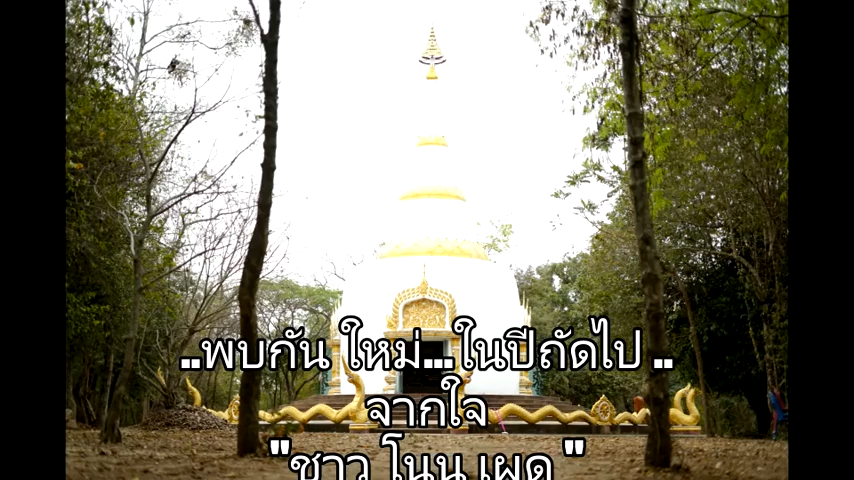 ..พบกัน ใหม่...ในปีถัดไป ..
จากใจ
"ชาว โนน เผด "